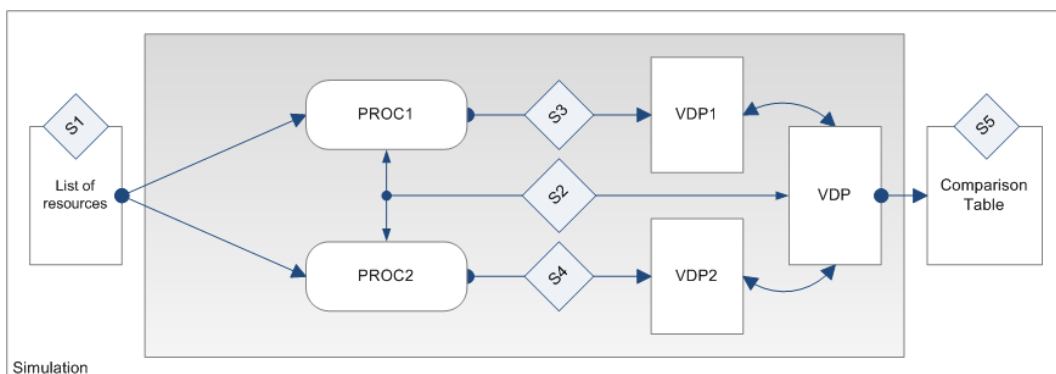 S1
List of
resources
PROC1
S3
VDP1
S2
VDP
PROC2
S4
VDP2
S5
Comparison
Table
Simulation